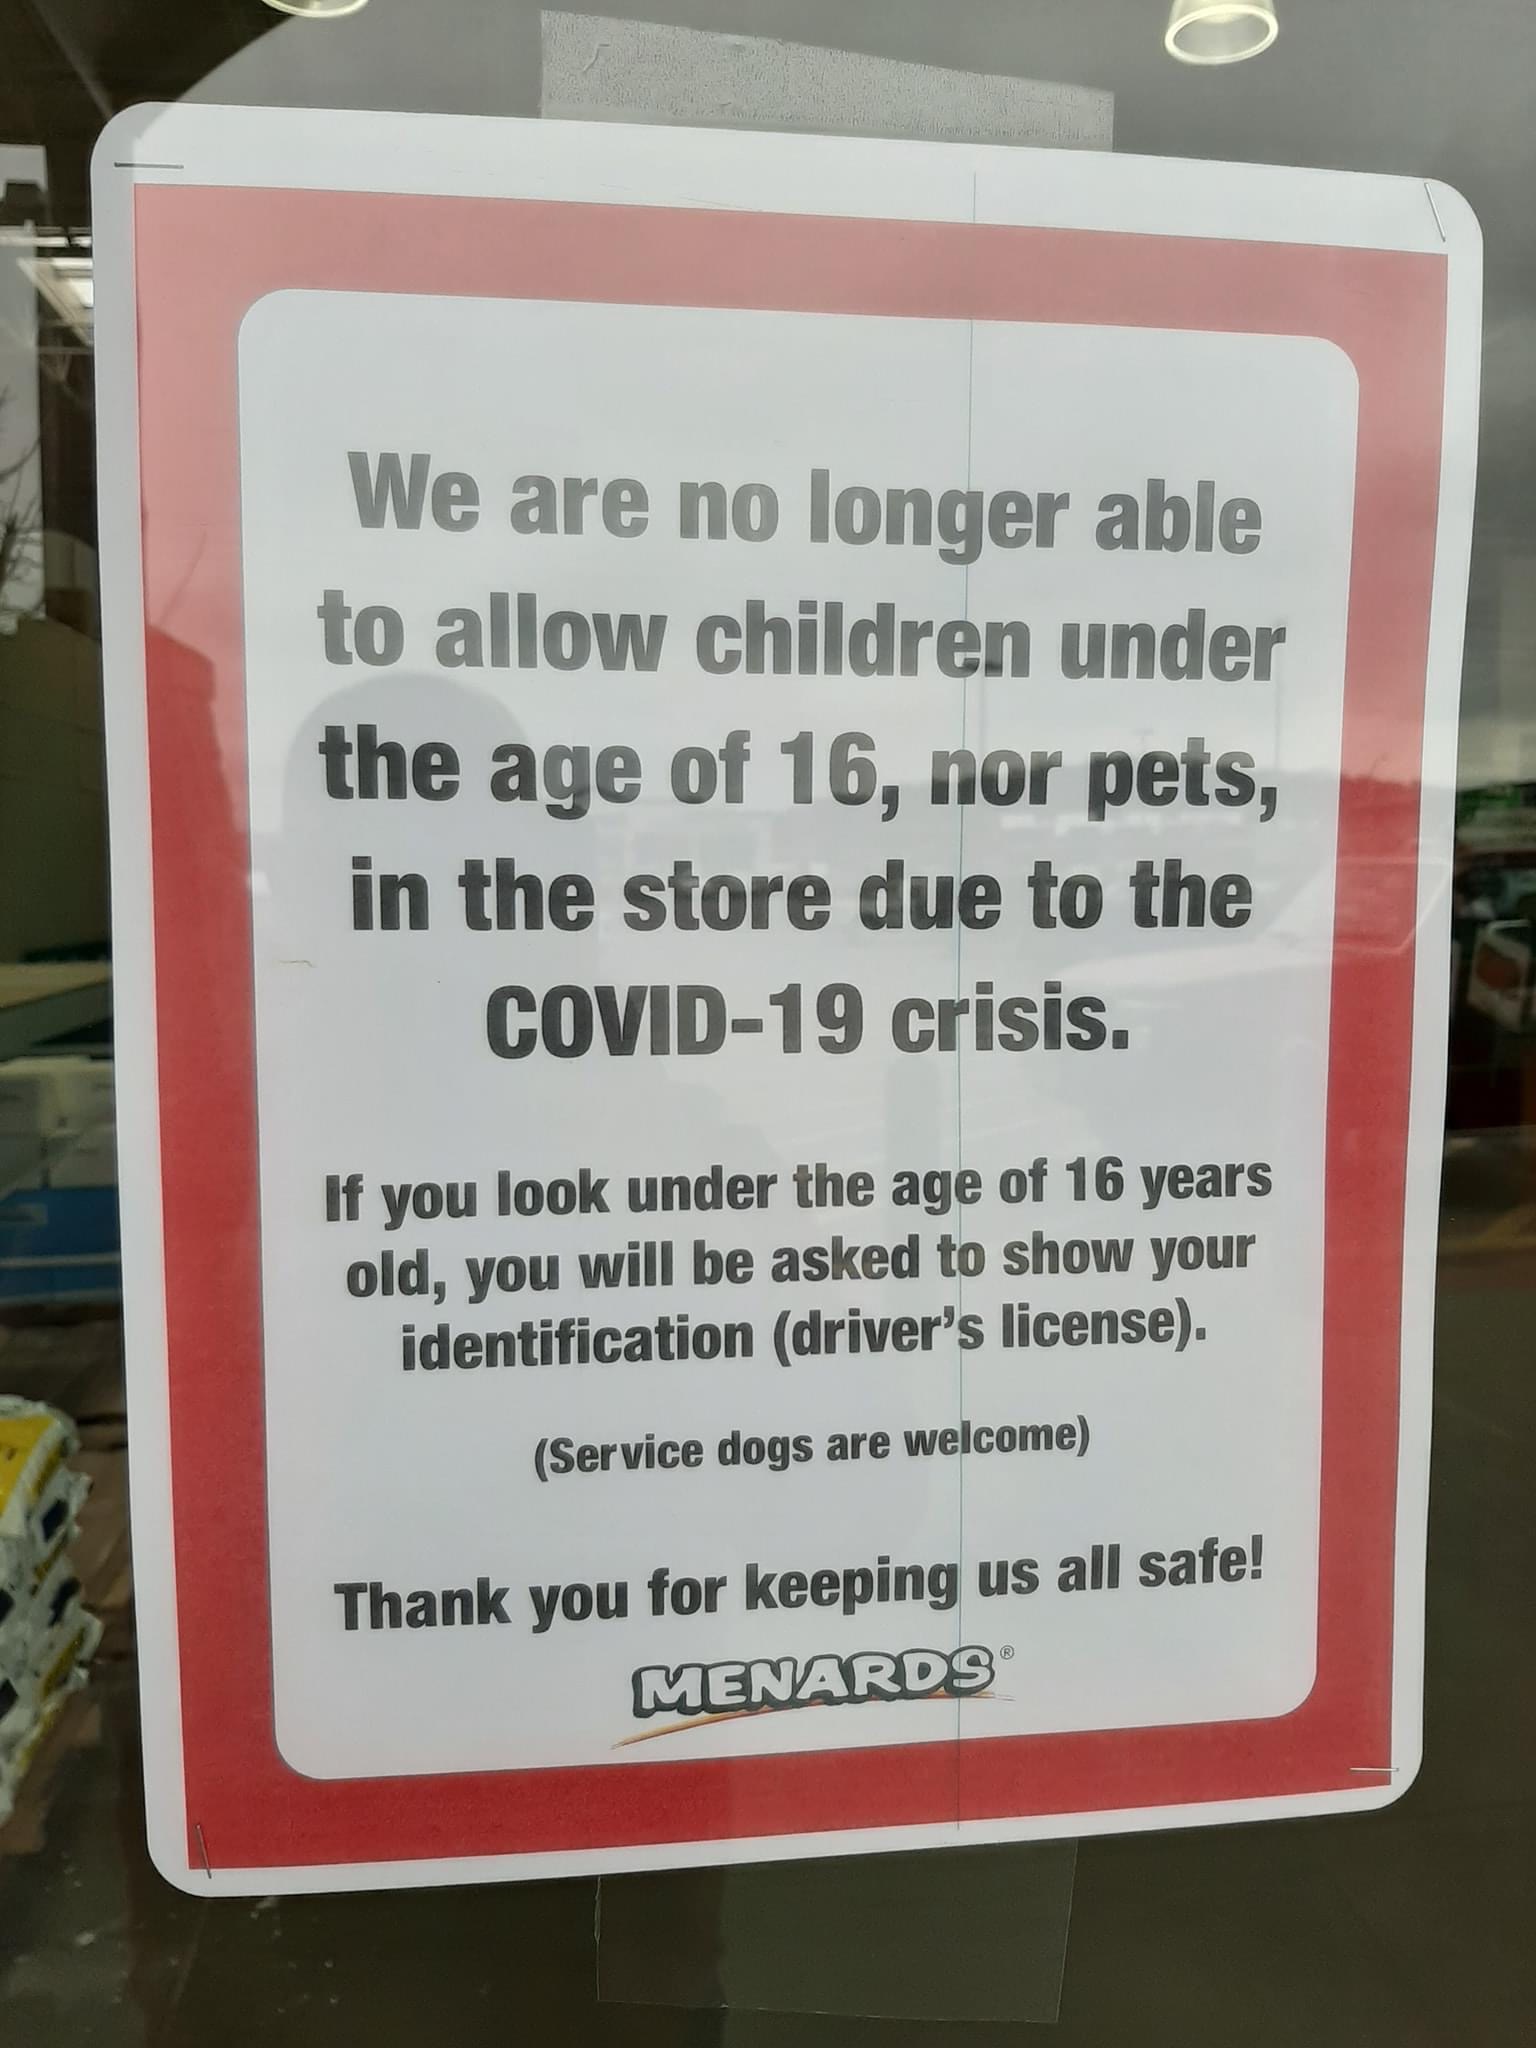 We are no longer able
to allow children under
the age of 16, nor pets,
in the store due to the
COVID-19 crisis.
If you look under the age of 16 years
old, you will be asked to show your
identification (driver's license).
(Service dogs are welcome)
Thank you for keeping us all safe!
MENARDS®